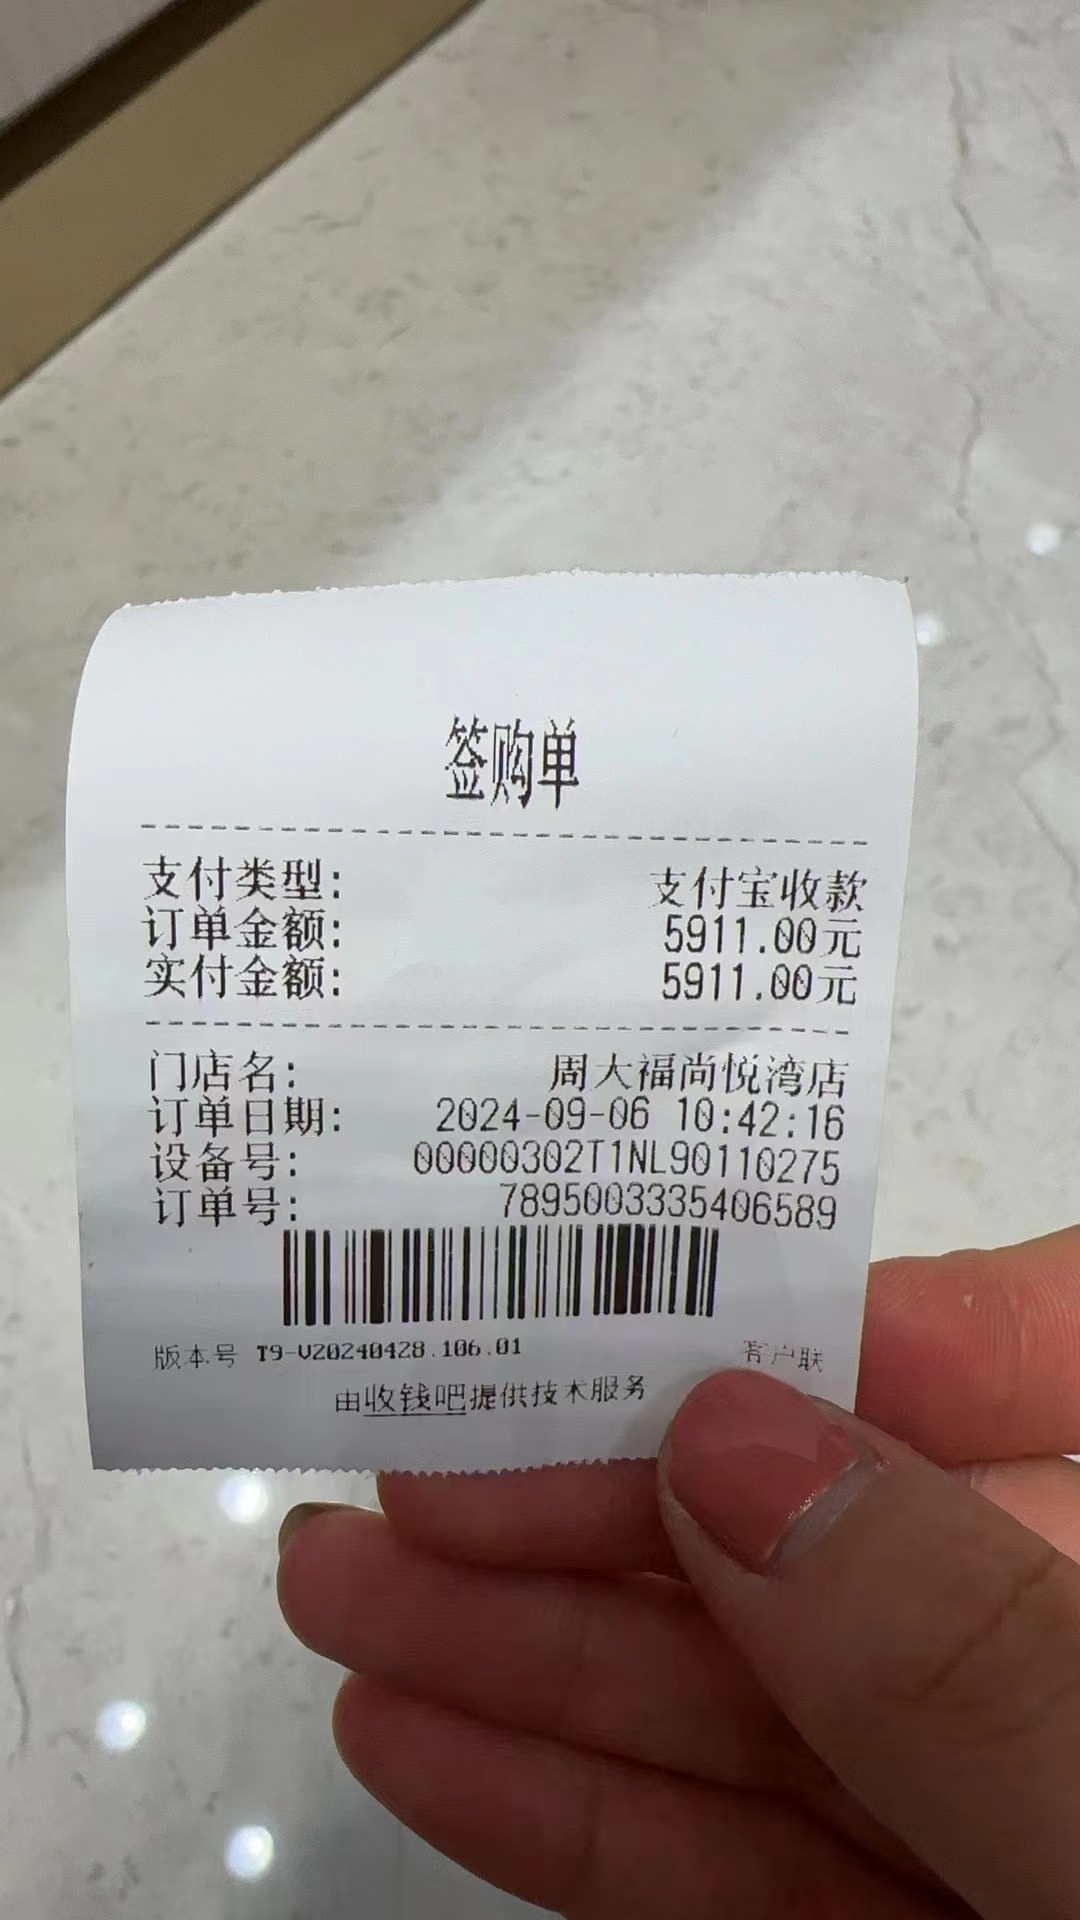 签购单
支付类型: 支付宝收款
订单金额: 5911.00元
实付金额: 5911.00元
门店名: 周大福尚悦湾店
订单日期: 2024-09-06 10:42:16
设备号: 00000302T1NL90110275
订单号: 7895003335406589
版本号 T9-V20240428.106.01 客户联
由收钱吧提供技术服务